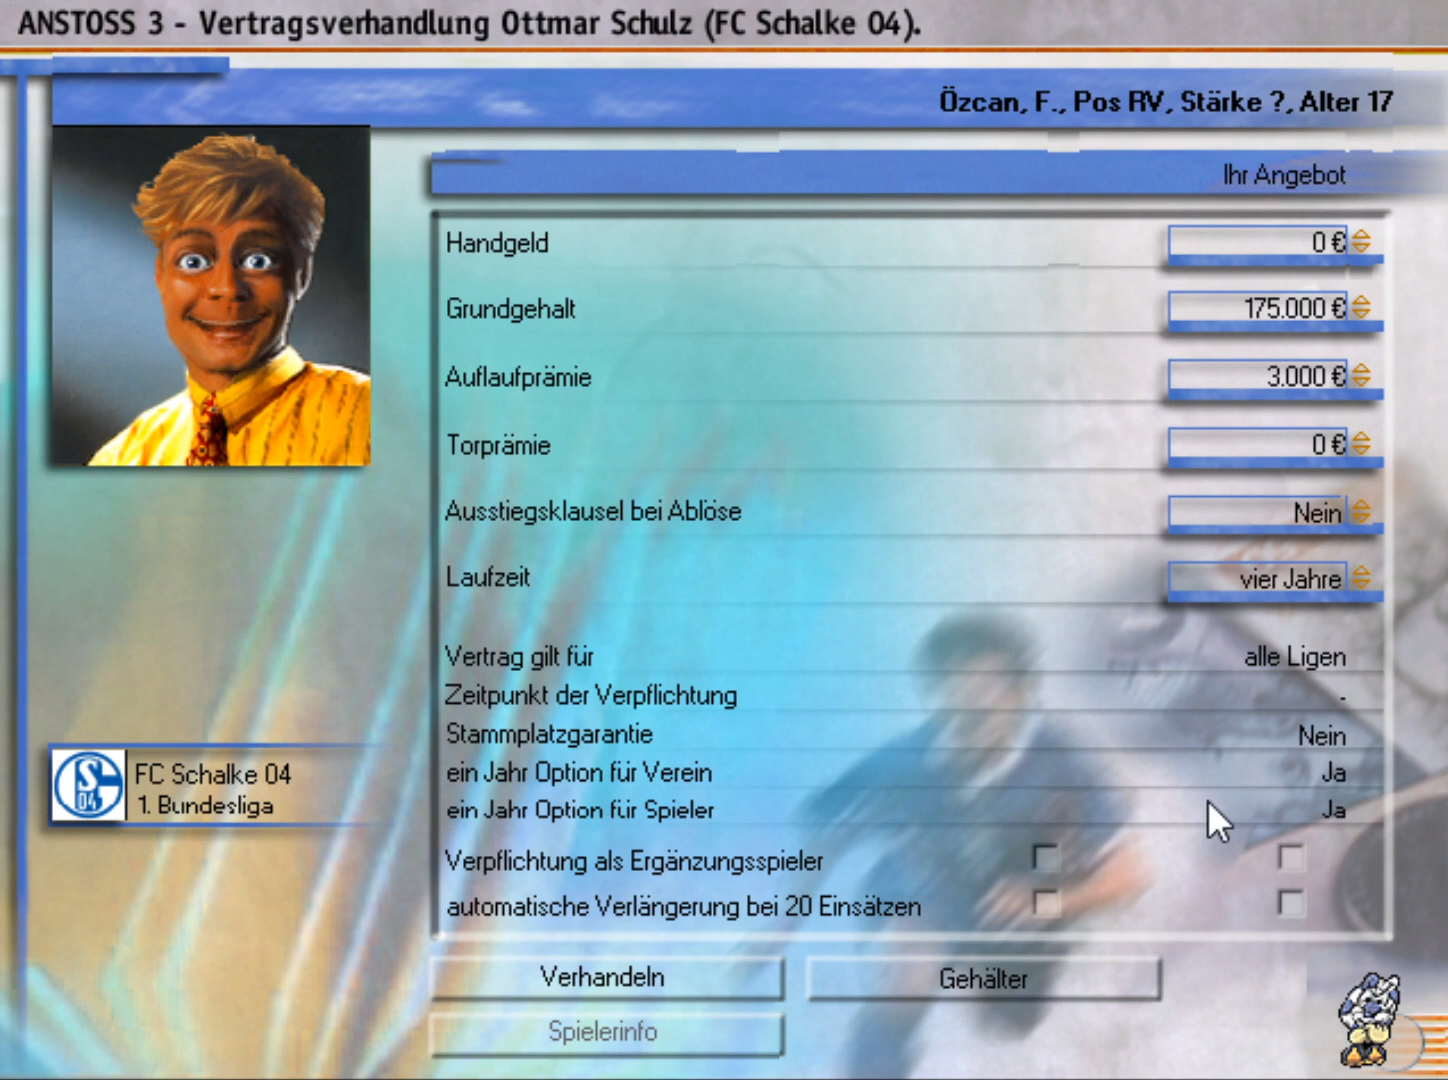 ANSTOSS 3 - Vertragsverhandlung Ottmar Schulz (FC Schalke 04).
Özcan, F., Pos RV, Stärke ?, Alter 17
Ihr Angebot
Handgeld 0 €
Grundgehalt 175.000 €
Auflaufprämie 3.000 €
Torprämie 0 €
Ausstiegsklausel bei Ablöse Nein
Laufzeit vier Jahre
Vertrag gilt für alle Ligen
Zeitpunkt der Verpflichtung -
Stammplatzgarantie Nein
ein Jahr Option für Verein Ja
ein Jahr Option für Spieler Ja
Verpflichtung als Ergänzungsspieler
automatische Verlängerung bei 20 Einsätzen
S
04
FC Schalke 04
1. Bundesliga
Verhandeln Gehälter
Spielerinfo